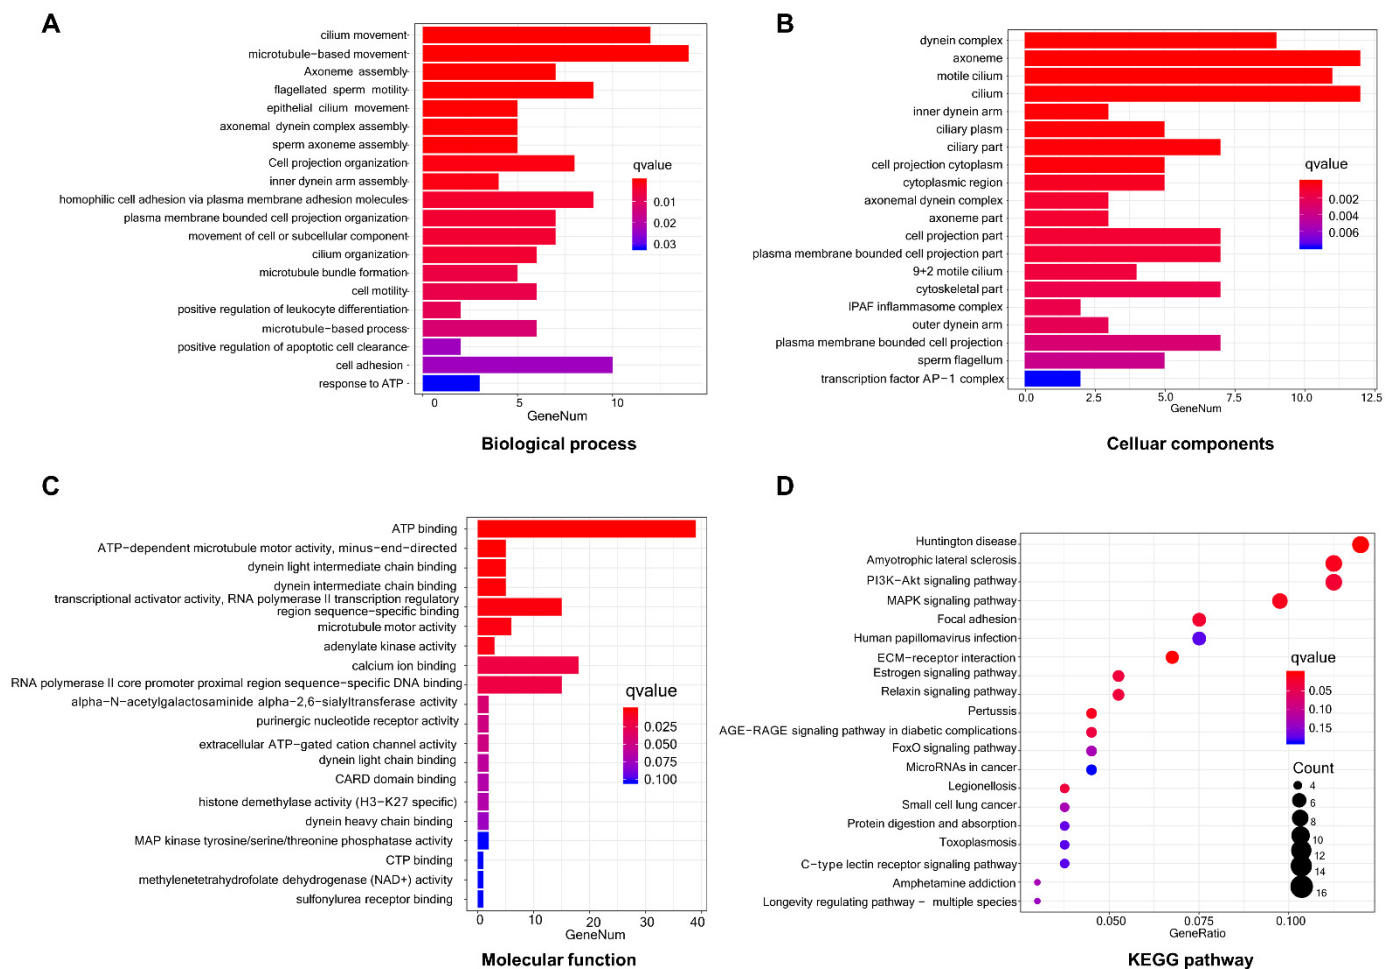 A
cilium movement
microtubule−based movement
Axoneme assembly
flagellated sperm motility
epithelial cilium movement
axonemal dynein complex assembly
sperm axoneme assembly
Cell projection organization
inner dynein arm assembly
homophilic cell adhesion via plasma membrane adhesion molecules
plasma membrane bounded cell projection organization
movement of cell or subcellular component
cilium organization
microtubule bundle formation
cell motility
positive regulation of leukocyte differentiation
microtubule−based process
positive regulation of apoptotic cell clearance
cell adhesion
response to ATP
qvalue
0.01
0.02
0.03
0 5 10
GeneNum
Biological process
B
dynein complex
axoneme
motile cilium
cilium
inner dynein arm
ciliary plasm
ciliary part
cell projection cytoplasm
cytoplasmic region
axonemal dynein complex
axoneme part
cell projection part
plasma membrane bounded cell projection part
9+2 motile cilium
cytoskeletal part
IPAF inflammasome complex
outer dynein arm
plasma membrane bounded cell projection
sperm flagellum
transcription factor AP−1 complex
qvalue
0.002
0.004
0.006
0.0 2.5 5.0 7.5 10.0 12.5
GeneNum
Celluar components
C
ATP binding
ATP−dependent microtubule motor activity, minus−end−directed
dynein light intermediate chain binding
dynein intermediate chain binding
transcriptional activator activity, RNA polymerase II transcription regulatory
region sequence−specific binding
microtubule motor activity
adenylate kinase activity
calcium ion binding
RNA polymerase II core promoter proximal region sequence−specific DNA binding
alpha−N−acetylgalactosaminide alpha−2,6−sialyltransferase activity
purinergic nucleotide receptor activity
extracellular ATP−gated cation channel activity
dynein light chain binding
CARD domain binding
histone demethylase activity (H3−K27 specific)
dynein heavy chain binding
MAP kinase tyrosine/serine/threonine phosphatase activity
CTP binding
methylenetetrahydrofolate dehydrogenase (NAD+) activity
sulfonylurea receptor binding
qvalue
0.025
0.050
0.075
0.100
0 10 20 30 40
GeneNum
Molecular function
D
Huntington disease
Amyotrophic lateral sclerosis
PI3K−Akt signaling pathway
MAPK signaling pathway
Focal adhesion
Human papillomavirus infection
ECM−receptor interaction
Estrogen signaling pathway
Relaxin signaling pathway
Pertussis
AGE−RAGE signaling pathway in diabetic complications
FoxO signaling pathway
MicroRNAs in cancer
Legionellosis
Small cell lung cancer
Protein digestion and absorption
Toxoplasmosis
C−type lectin receptor signaling pathway
Amphetamine addiction
Longevity regulating pathway − multiple species
qvalue
0.05
0.10
0.15
Count
4
6
8
10
12
14
16
0.050 0.075 0.100
GeneRatio
KEGG pathway